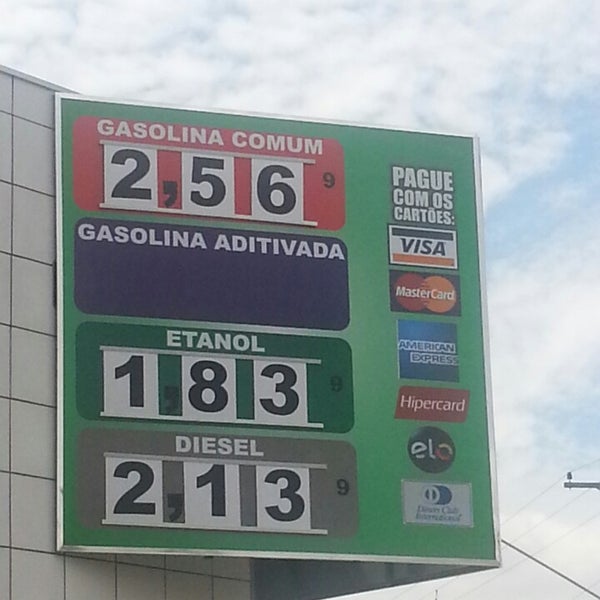 GASOLINA COMUM
2,56 9
GASOLINA ADITIVADA
ETANOL
1,83 9
DIESEL
2,13 9
PAGUE
COM OS
CARTÕES:
VISA
MasterCard
AMERICAN
EXPRESS
Hipercard
elo
Diners Club
International